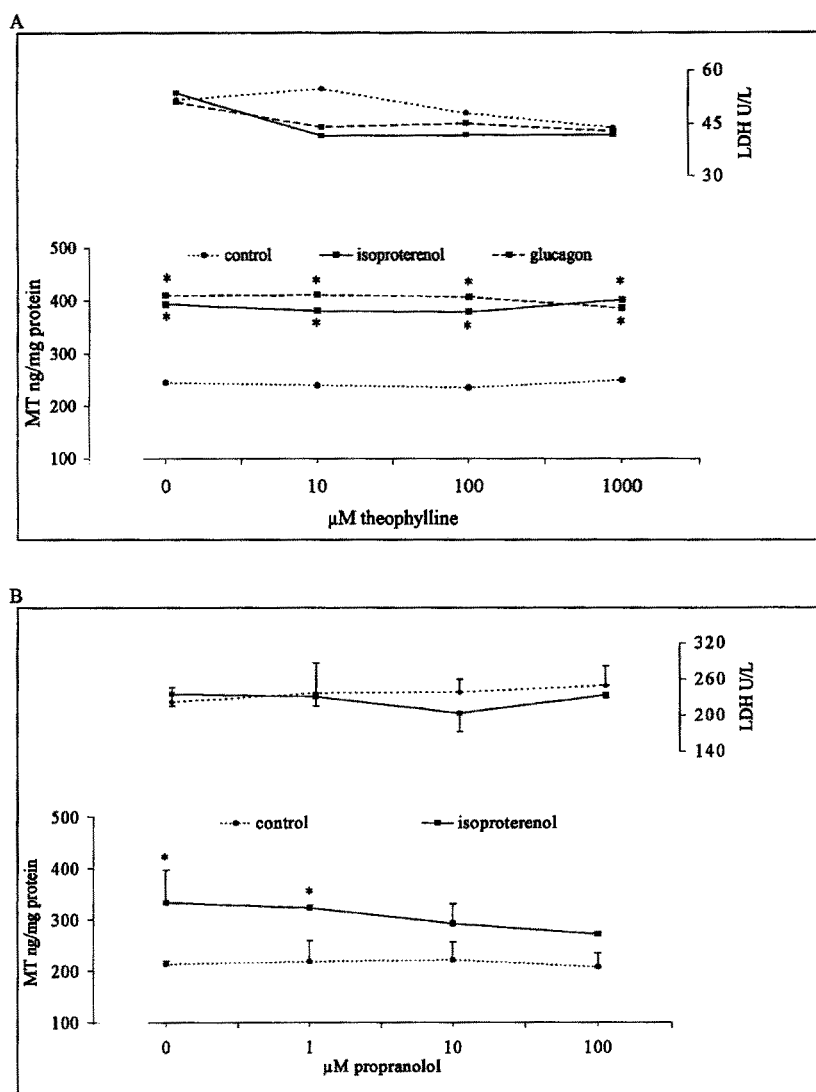 A
60
45
30
LDH U/L
500
400
300
200
100
MT ng/mg protein
control isoproterenol glucagon
* * * *
* * * *
0 10 100 1000
µM theophylline
B
320
260
200
140
LDH U/L
500
400
300
200
100
MT ng/mg protein
control isoproterenol
* *
0 1 10 100
µM propranolol